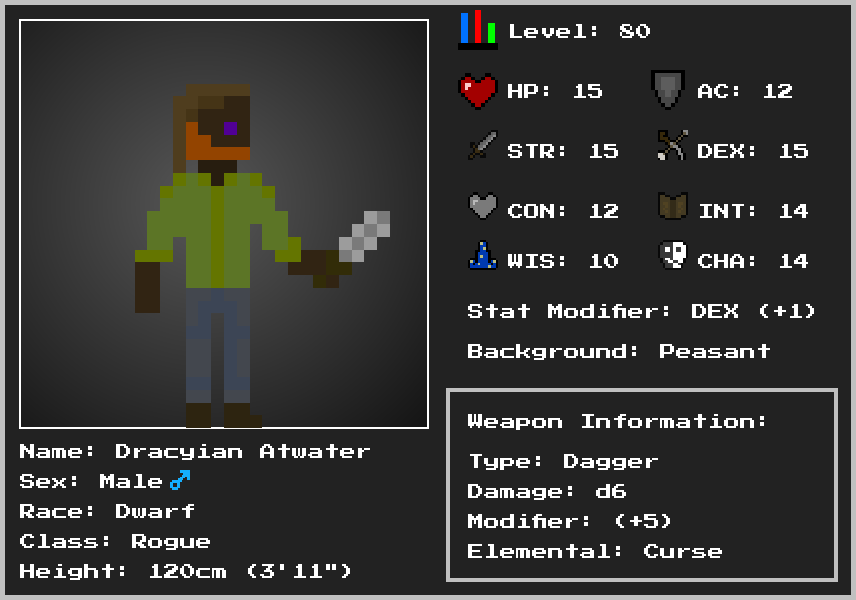 Level: 80
HP: 15
AC: 12
STR: 15
DEX: 15
CON: 12
INT: 14
WIS: 10
CHA: 14
Stat Modifier: DEX (+1)
Background: Peasant
Weapon Information:
Type: Dagger
Damage: d6
Modifier: (+5)
Elemental: Curse
Name: Dracyian Atwater
Sex: Male♂
Race: Dwarf
Class: Rogue
Height: 120cm (3'11")